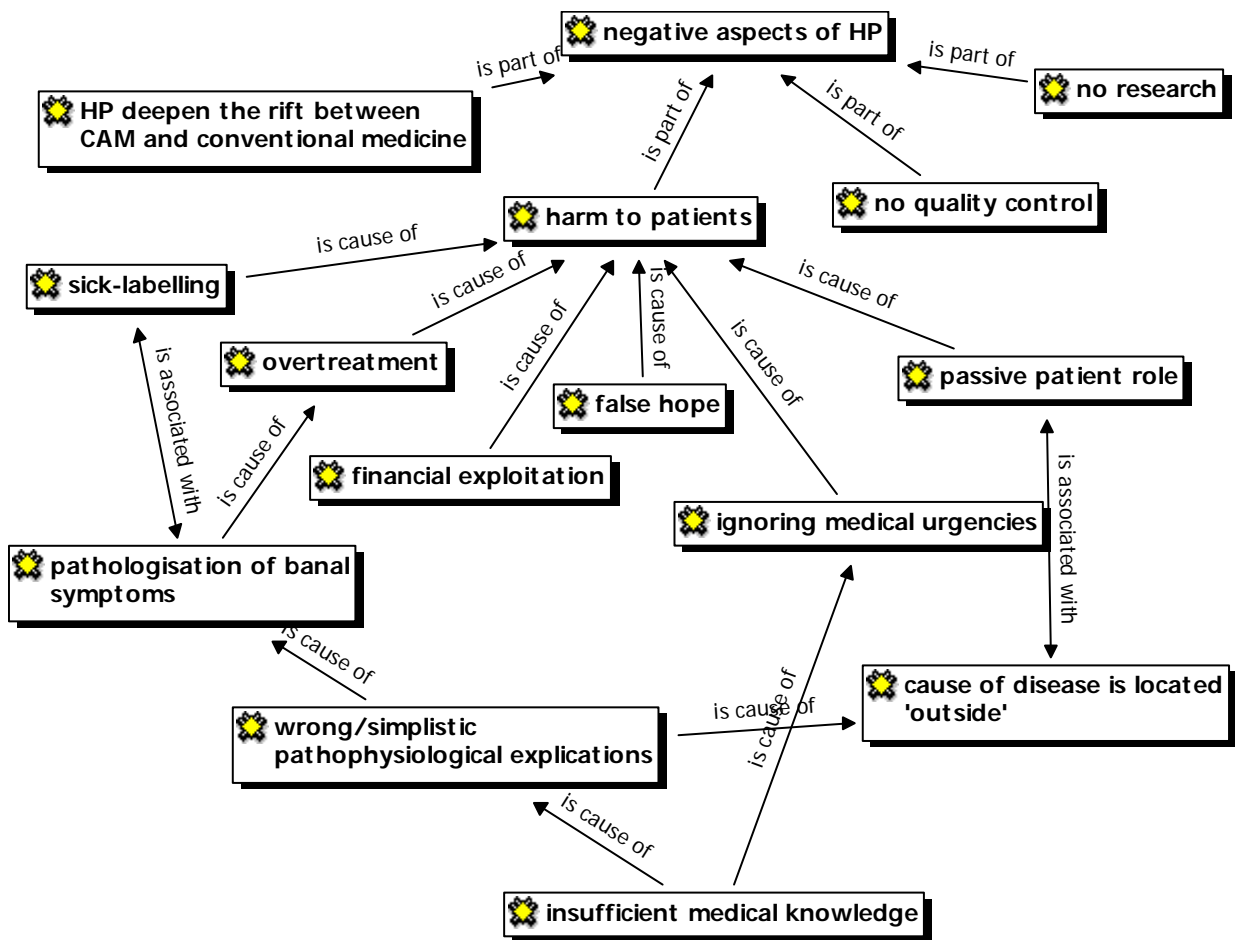 negative aspects of HP
is part of
is part of
HP deepen the rift between
CAM and conventional medicine
no research
is part of
is part of
harm to patients
no quality control
is cause of
sick-labelling
is cause of
is cause of
is cause of
is cause of
is cause of
overtreatment
passive patient role
false hope
is associated with
is cause of
financial exploitation
is associated with
ignoring medical urgencies
pathologisation of banal
symptoms
is cause of
cause of disease is located
'outside'
is cause of
is cause of
wrong/simplistic
pathophysiological explications
is cause of
insufficient medical knowledge